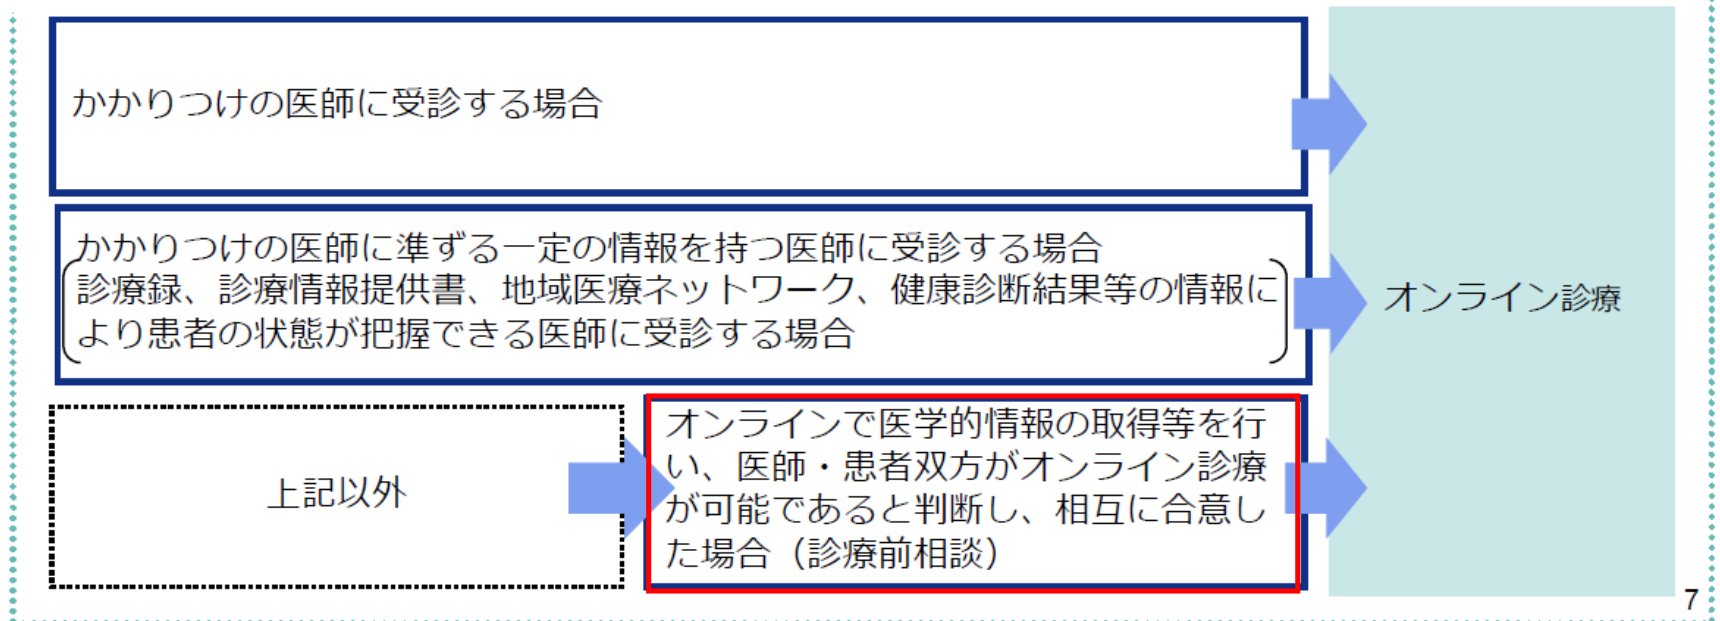 かかりつけの医師に受診する場合
かかりつけの医師に準ずる一定の情報を持つ医師に受診する場合
診療録、診療情報提供書、地域医療ネットワーク、健康診断結果等の情報に
より患者の状態が把握できる医師に受診する場合
オンライン診療
上記以外
オンラインで医学的情報の取得等を行
い、医師・患者双方がオンライン診療
が可能であると判断し、相互に合意し
た場合（診療前相談）
7